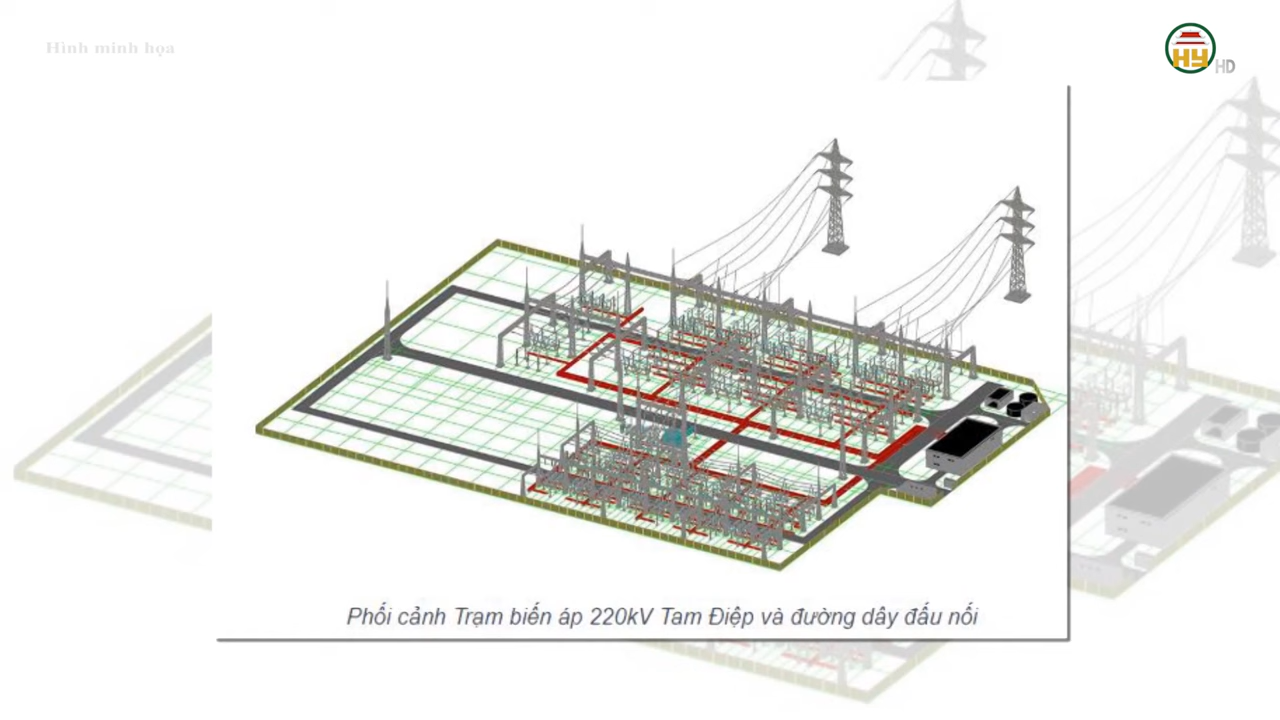 Hình minh họa
HY HD
Phối cảnh Trạm biến áp 220kV Tam Điệp và đường dây đấu nối